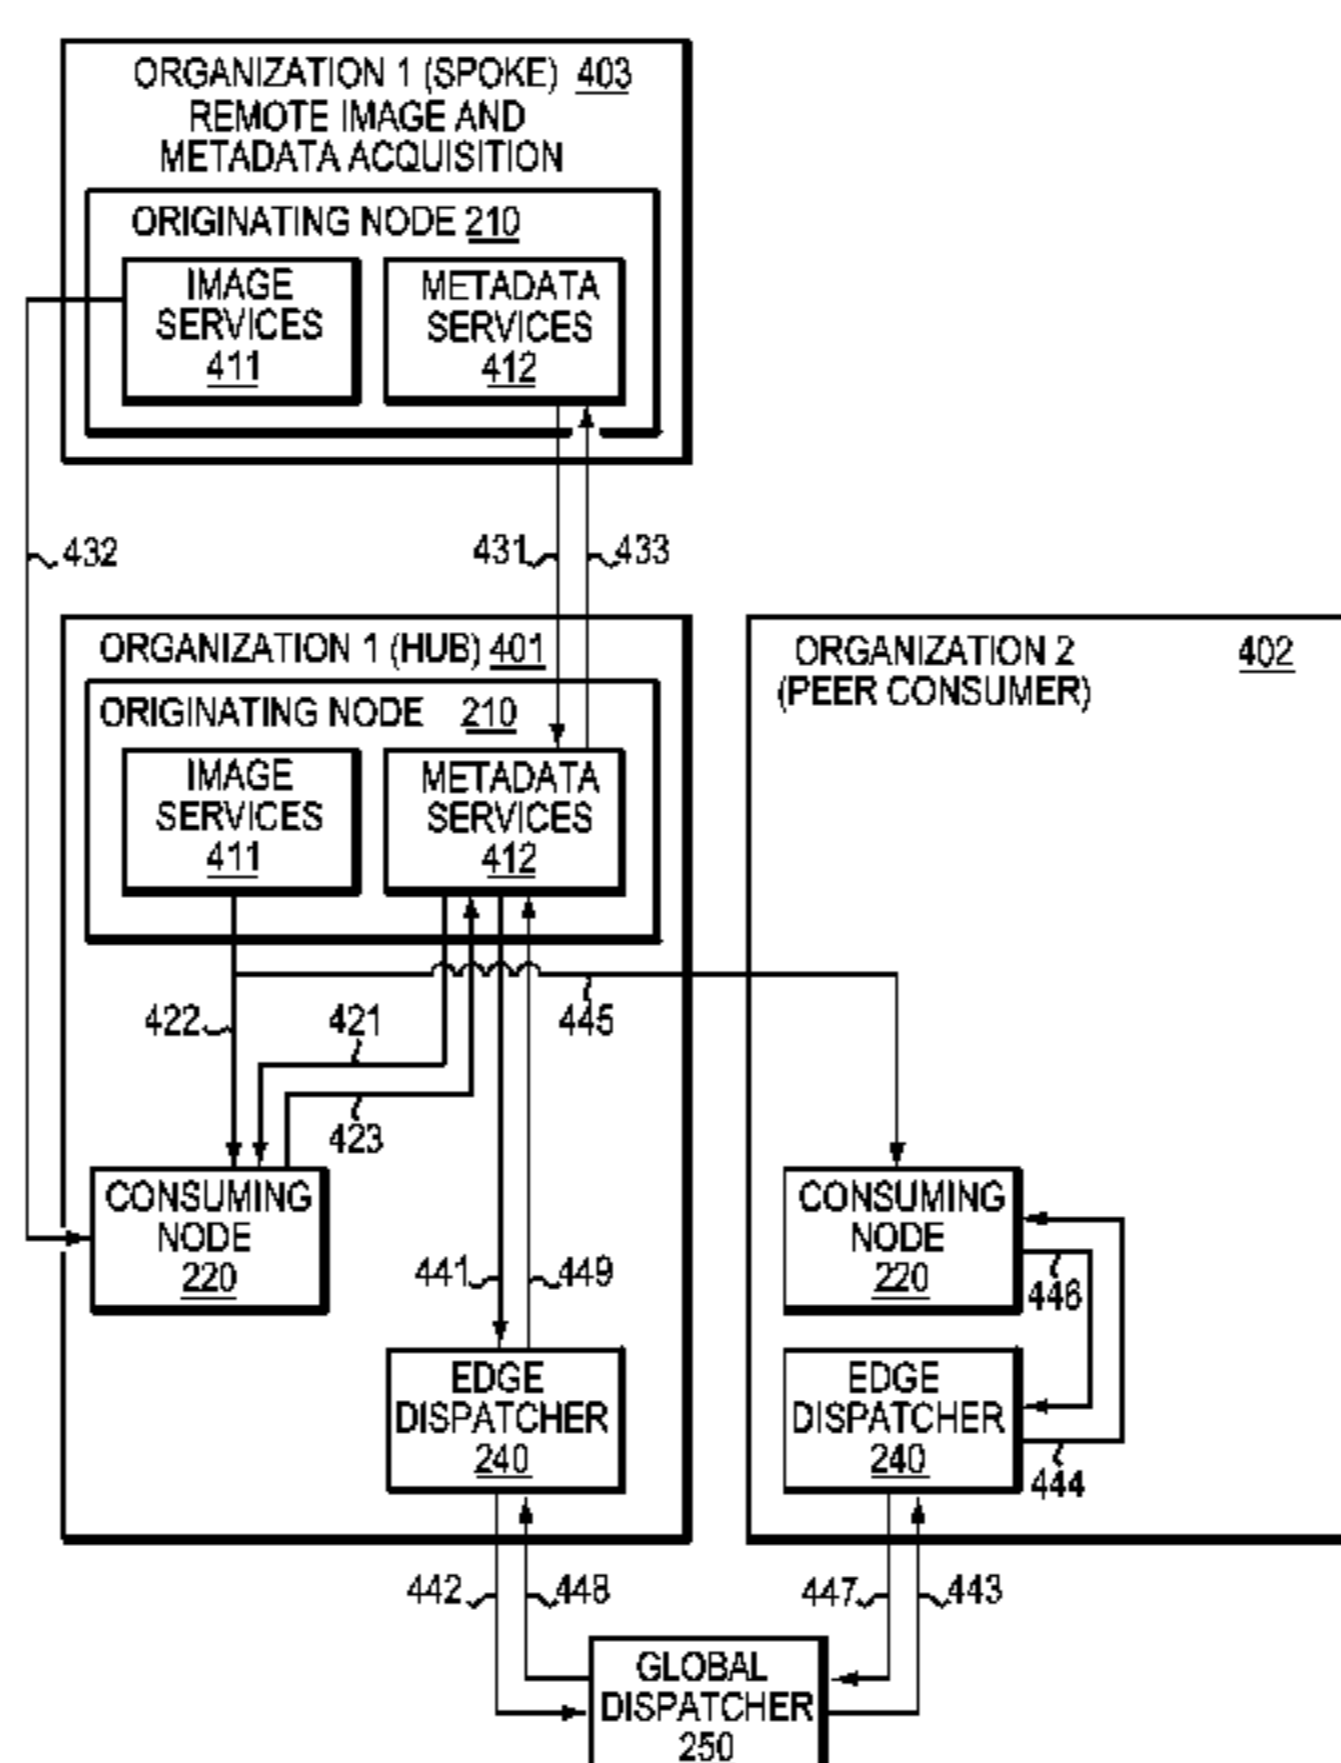 ORGANIZATION 1 (SPOKE) 403
REMOTE IMAGE AND
METADATA ACQUISITION
ORIGINATING NODE 210
IMAGE
SERVICES
411
METADATA
SERVICES
412
432
431
433
ORGANIZATION 1 (HUB) 401
ORIGINATING NODE 210
IMAGE
SERVICES
411
METADATA
SERVICES
412
422
421
423
445
CONSUMING
NODE
220
441
449
EDGE
DISPATCHER
240
ORGANIZATION 2
(PEER CONSUMER)
402
CONSUMING
NODE
220
446
EDGE
DISPATCHER
240
444
442
448
447
443
GLOBAL
DISPATCHER
250